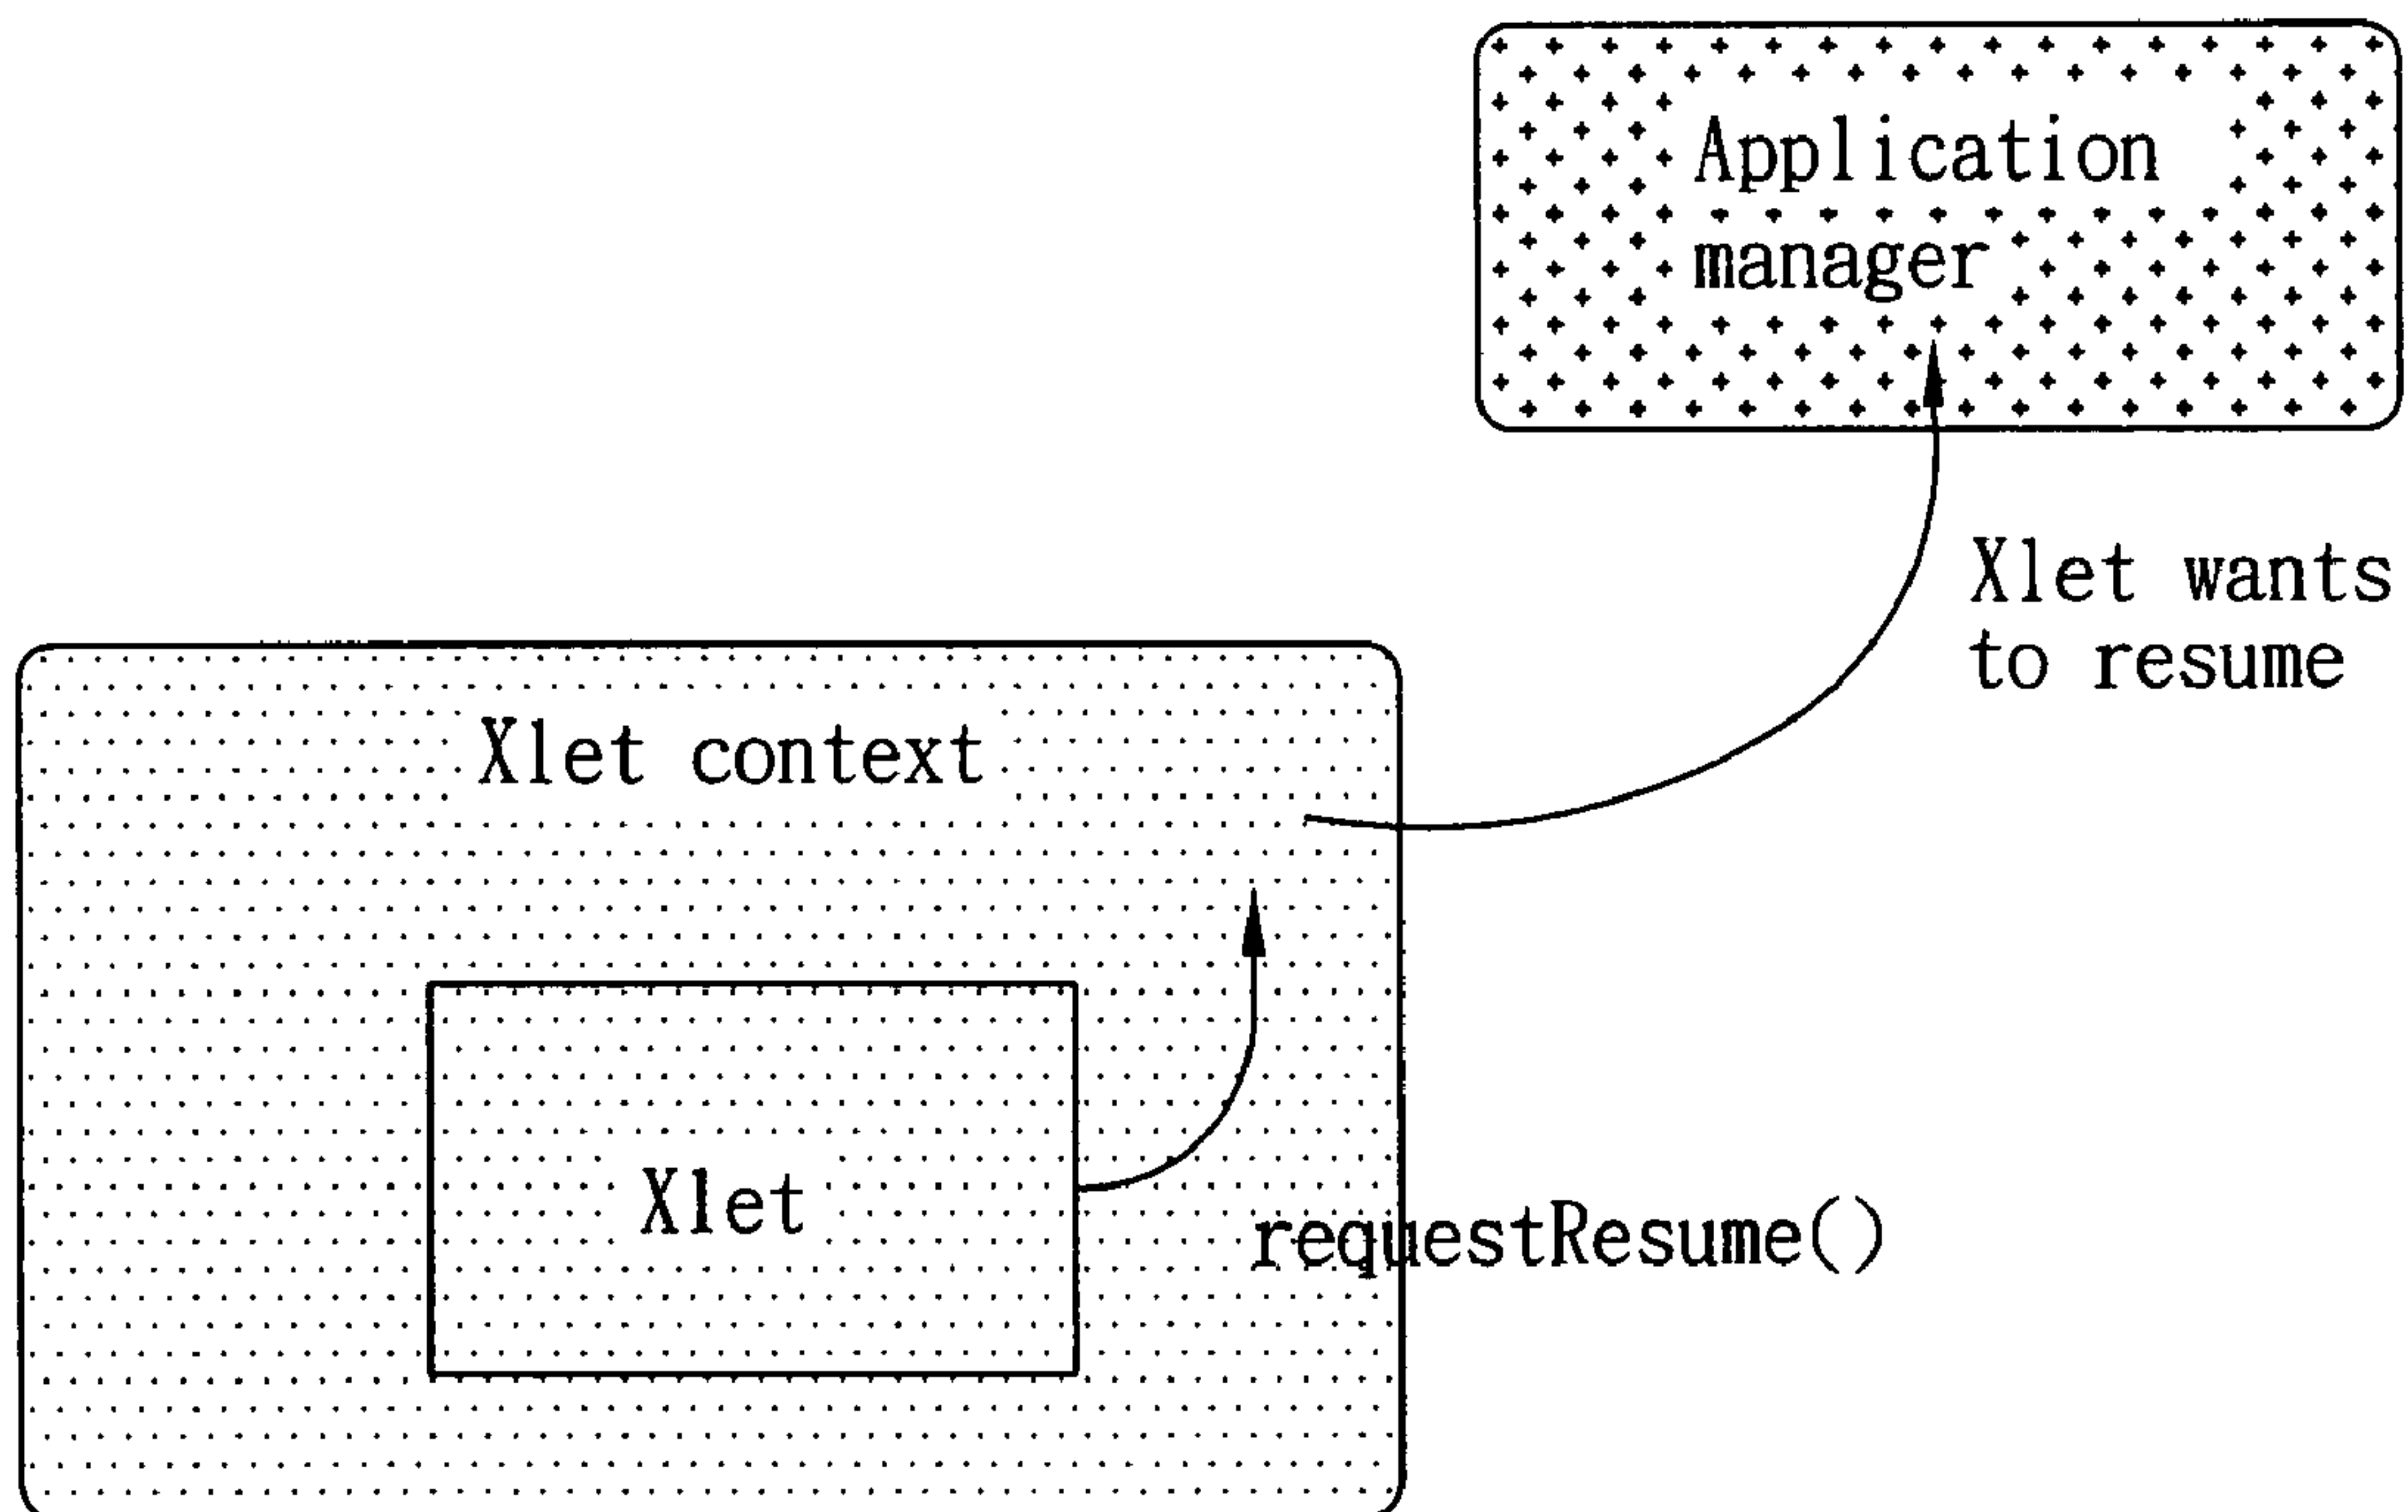 Application
manager
Xlet wants
to resume
Xlet context
Xlet
requestResume()